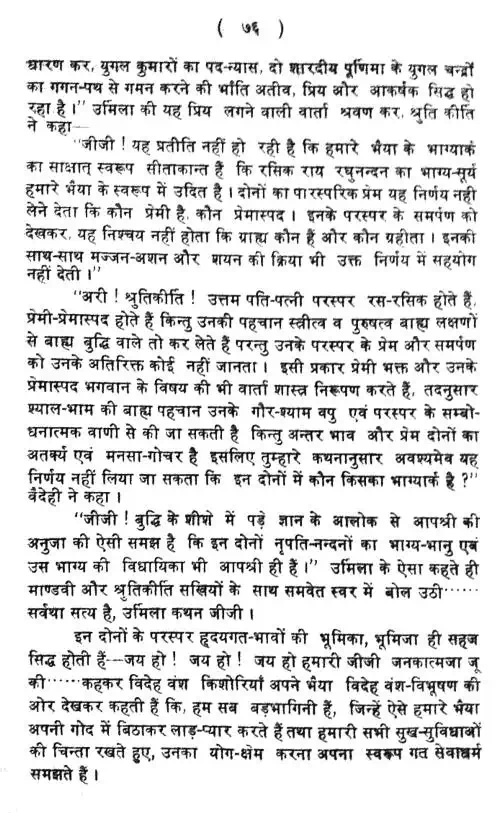 ( ७६ )
धारण कर, युगल कुमारों का पद-न्यास, दो शारदीय पूर्णिमा के युगल चन्द्रों
का गगन-पथ से गमन करने की भाँति अतीव, प्रिय और आकर्षक सिद्ध हो
रहा है।" उर्मिला की यह प्रिय लगने वाली वार्ता श्रवण कर, श्रुति कीर्ति
ने कहा—
"जीजी! यह प्रतीति नहीं हो रही है कि हमारे भैया के भाग्यार्क
का साक्षात् स्वरूप सीताकान्त हैं कि रसिक राय रघुनन्दन का भाग्य-सूर्य
हमारे भैया के स्वरूप में उदित है। दोनों का पारस्परिक प्रेम यह निर्णय नही
लेने देता कि कौन प्रेमी है, कौन प्रेमास्पद। इनके परस्पर के समर्पण को
देखकर, यह निश्चय नहीं होता कि ग्राह्य कौन हैं और कौन ग्रहीता। इनकी
साथ-साथ मज्जन-अशन और शयन की क्रिया भी उक्त निर्णय में सहयोग
नहीं देती।"
"अरी! श्रुतिकीर्ति! उत्तम पति-पत्नी परस्पर रस-रसिक होते हैं,
प्रेमी-प्रेमास्पद होते हैं किन्तु उनकी पहचान स्त्रीत्व व पुरुषत्व बाह्य लक्षणों
से बाह्य बुद्धि वाले तो कर लेते हैं परन्तु उनके परस्पर के प्रेम और समर्पण
को उनके अतिरिक्त कोई नहीं जानता। इसी प्रकार प्रेमी भक्त और उनके
प्रेमास्पद भगवान के विषय की भी वार्ता शास्त्र निरूपण करते हैं, तदनुसार
श्याल-भाम की बाह्य पहचान उनके गौर-श्याम वपु एवं परस्पर के सम्बो-
धनात्मक वाणी से की जा सकती है किन्तु अन्तर भाव और प्रेम दोनों का
अतर्क्य एवं मनसा-गोचर है इसलिए तुम्हारे कथनानुसार अवश्यमेव यह
निर्णय नहीं लिया जा सकता कि इन दोनों में कौन किसका भाग्यार्क है?"
वैदेही ने कहा।
"जीजी! बुद्धि के शीशे में पड़े ज्ञान के आलोक से आपश्री की
अनुजा की ऐसी समझ है कि इन दोनों नृपति-नन्दनों का भाग्य-भानु एवं
उस भाग्य की विधायिका भी आपश्री ही हैं।" उर्मिला के ऐसा कहते ही
माण्डवी और श्रुतिकीर्ति सखियों के साथ समवेत स्वर में बोल उठी······
सर्वथा सत्य है, उर्मिला कथन जीजी।
इन दोनों के परस्पर हृदयगत-भावों की भूमिका, भूमिजा ही सहज
सिद्ध होती हैं—जय हो! जय हो! जय हो हमारी जीजी जनकात्मजा जू
की······कहकर विदेह वंश किशोरियाँ अपने भैया विदेह वंश-विभूषण की
ओर देखकर कहती हैं कि, हम सब बड़भागिनी हैं, जिन्हें ऐसे हमारे भैया
अपनी गोद में बिठाकर लाड़-प्यार करते हैं तथा हमारी सभी सुख-सुविधाओं
की चिन्ता रखते हुए, उनका योग-क्षेम करना अपना स्वरूप गत सेवाधर्म
समझते हैं।